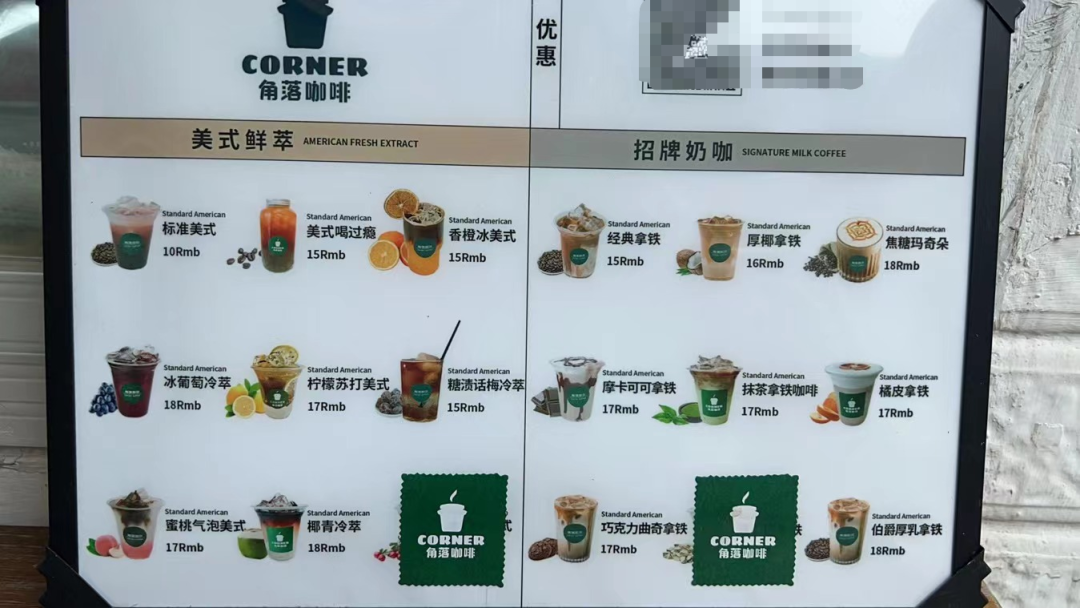 CORNER
角落咖啡
优惠
美式鲜萃 AMERICAN FRESH EXTRACT
招牌奶咖 SIGNATURE MILK COFFEE
Standard American
标准美式
10Rmb
Standard American
美式喝过瘾
15Rmb
Standard American
香橙冰美式
15Rmb
Standard American
经典拿铁
15Rmb
Standard American
厚椰拿铁
16Rmb
Standard American
焦糖玛奇朵
18Rmb
Standard American
冰葡萄冷萃
18Rmb
Standard American
柠檬苏打美式
17Rmb
Standard American
糖渍话梅冷萃
15Rmb
Standard American
摩卡可可拿铁
17Rmb
Standard American
抹茶拿铁咖啡
17Rmb
Standard American
橘皮拿铁
17Rmb
Standard American
蜜桃气泡美式
17Rmb
Standard American
椰青冷萃
18Rmb
CORNER
角落咖啡
式
Standard American
巧克力曲奇拿铁
17Rmb
CORNER
角落咖啡
Standard American
伯爵厚乳拿铁
18Rmb